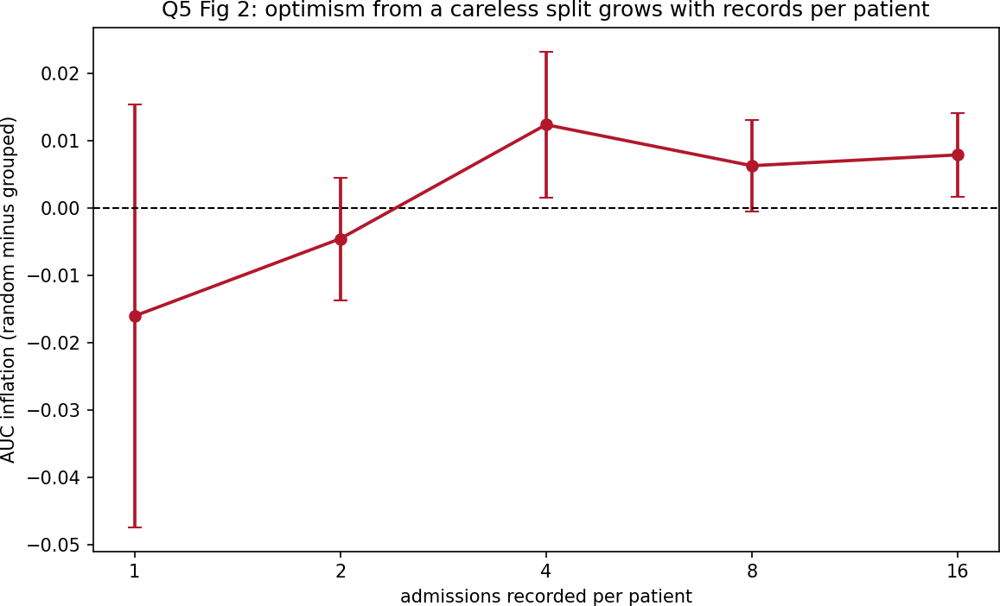 Q5 Fig 2: optimism from a careless split grows with records per patient
AUC inflation (random minus grouped)
0.02
0.01
0.00
−0.01
−0.02
−0.03
−0.04
−0.05
1 2 4 8 16
admissions recorded per patient